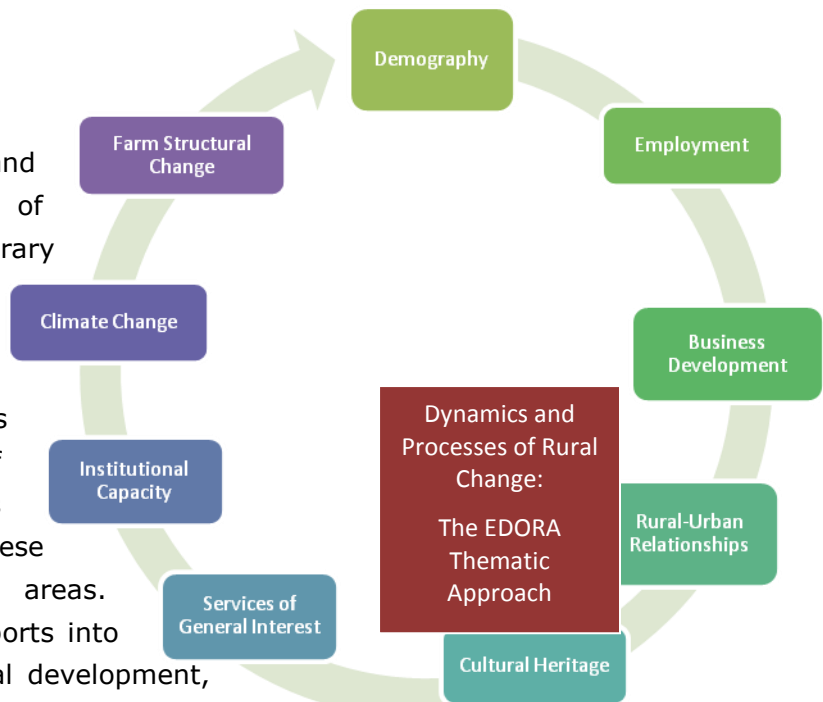 Demography
Employment
Business
Development
Rural-Urban
Relationships
Cultural Heritage
Services of
General Interest
Institutional
Capacity
Climate Change
Farm Structural
Change
Dynamics and
Processes of Rural
Change:
The EDORA
Thematic
Approach
and
of
rary
s
ese
areas.
orts into
al development,